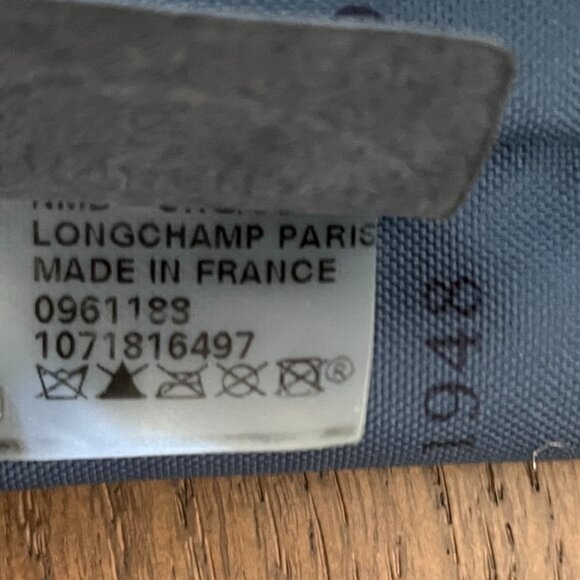 LONGCHAMP PARIS
MADE IN FRANCE
0961188
1071816497
®
1948